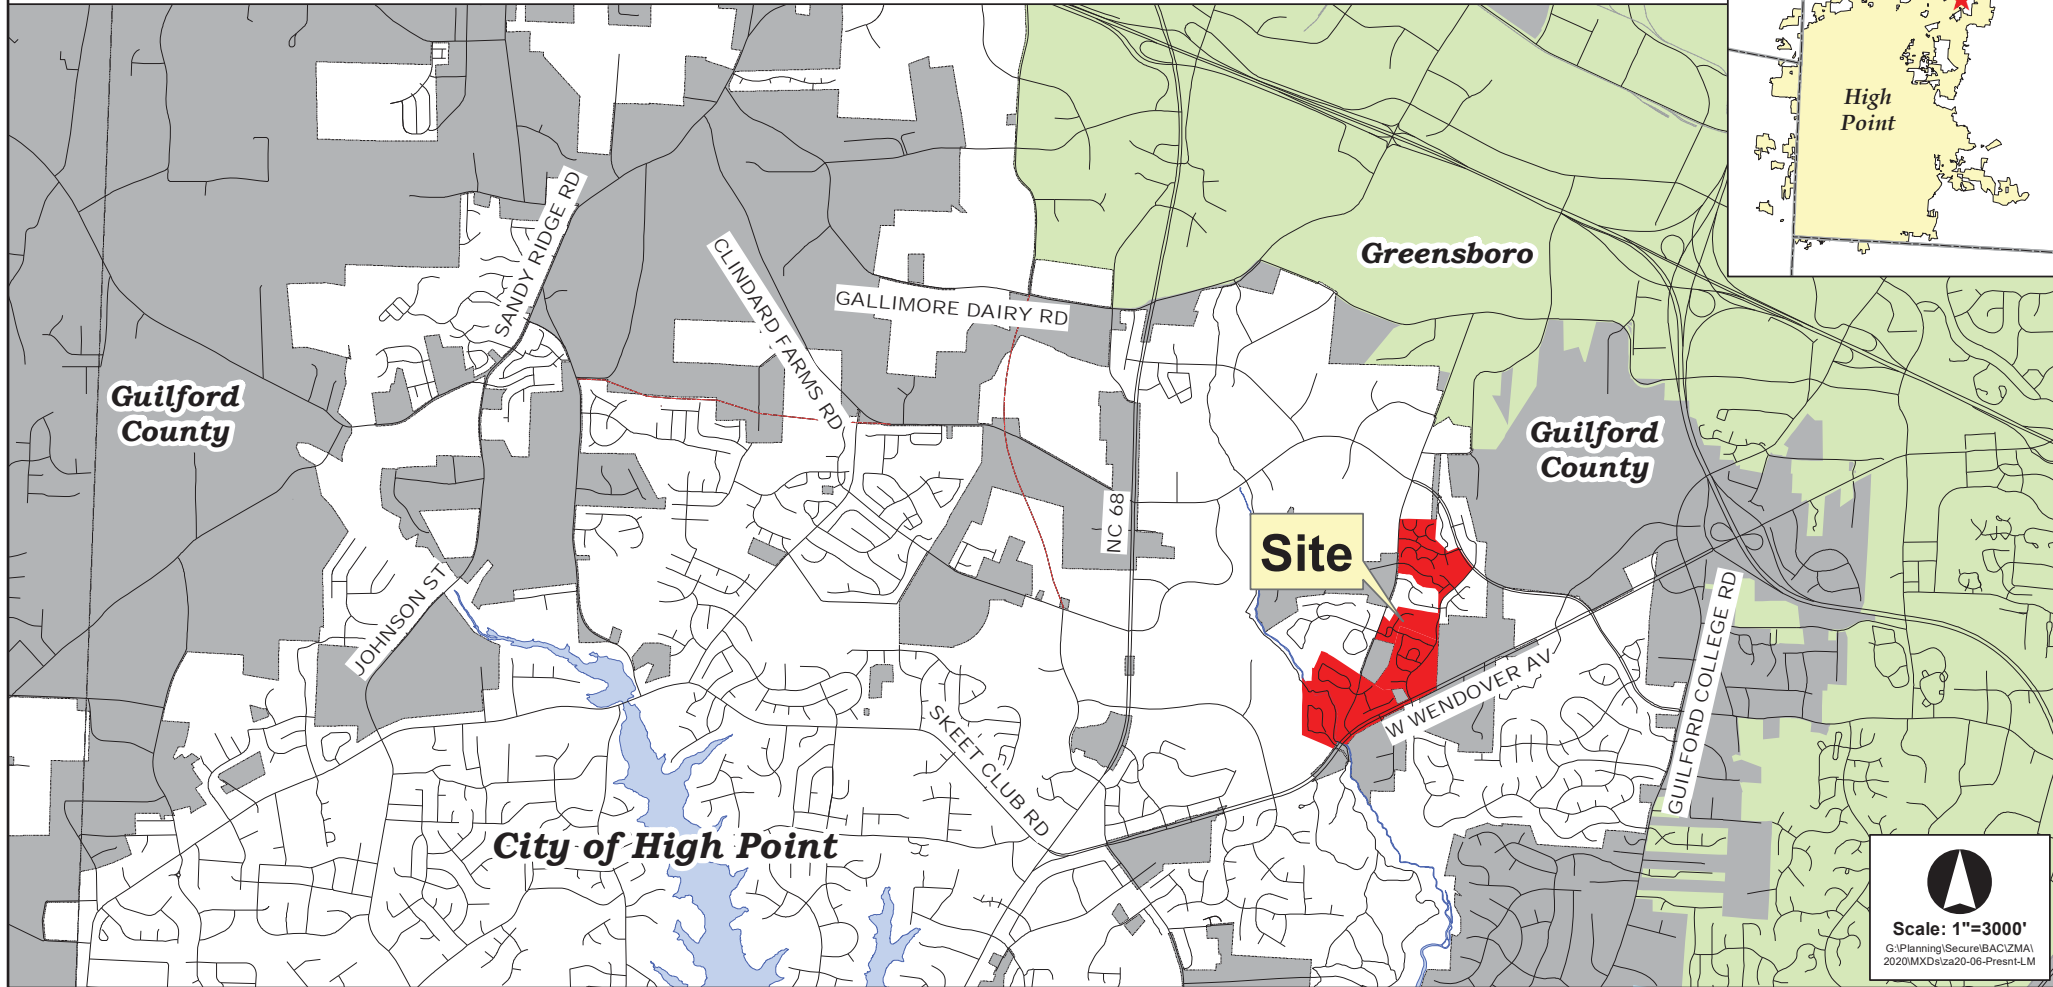 High
Point
Greensboro
SANDY RIDGE RD
CLINDARD FARMS RD
GALLIMORE DAIRY RD
Guilford
County
Guilford
County
NC 68
Site
JOHNSON ST
GUILFORD COLLEGE RD
W WENDOVER AV
SKEET CLUB RD
City of High Point
Scale: 1"=3000'
G:\Planning\Secure\BAC\ZMA\
2020\MXDs\za20-06-Presnt-LM